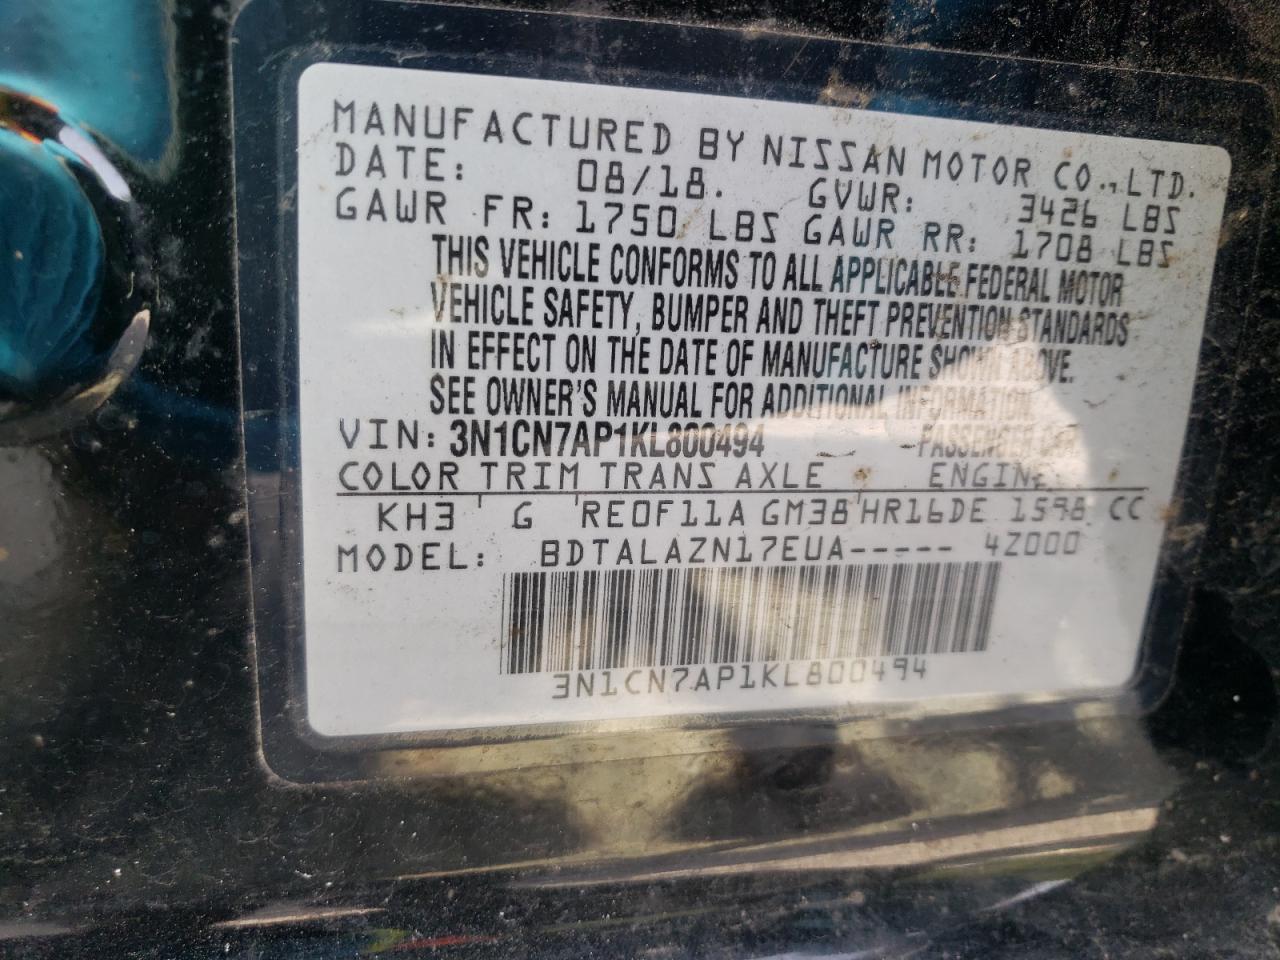 MANUFACTURED BY NISSAN MOTOR CO.,LTD.
DATE: 08/18. GVWR: 3426 LBS
GAWR FR: 1750 LBS GAWR RR: 1708 LBS
THIS VEHICLE CONFORMS TO ALL APPLICABLE FEDERAL MOTOR
VEHICLE SAFETY, BUMPER AND THEFT PREVENTION STANDARDS
IN EFFECT ON THE DATE OF MANUFACTURE SHOWN ABOVE.
SEE OWNER'S MANUAL FOR ADDITIONAL INFORMATION.
VIN: 3N1CN7AP1KL800494 PASSENGER CAR
COLOR TRIM TRANS AXLE ENGINE
KH3 G RE0F11A GM38 HR16DE 1598 CC
MODEL: BDTALAZN17EUA----- 4Z000
3N1CN7AP1KL800494